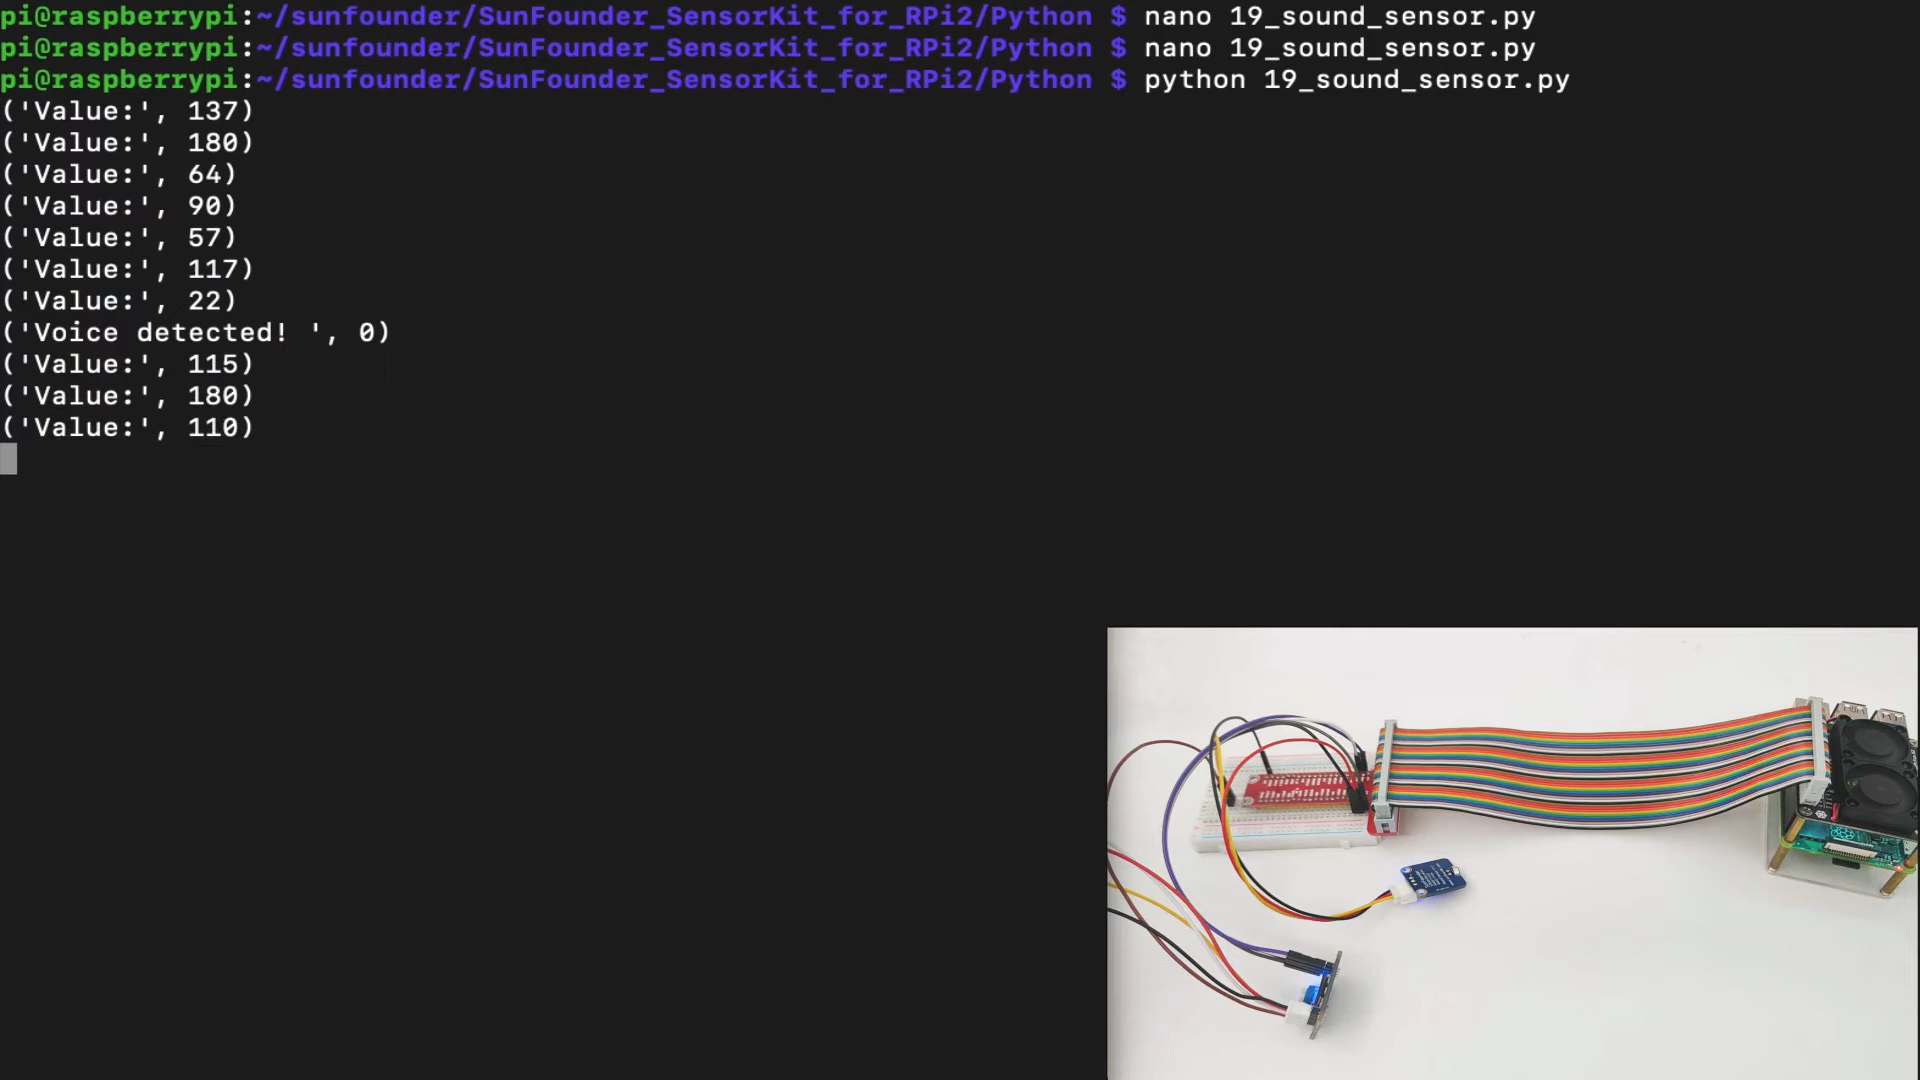 pi@raspberrypi:~/sunfounder/SunFounder_SensorKit_for_RPi2/Python $ nano 19_sound_sensor.py
pi@raspberrypi:~/sunfounder/SunFounder_SensorKit_for_RPi2/Python $ nano 19_sound_sensor.py
pi@raspberrypi:~/sunfounder/SunFounder_SensorKit_for_RPi2/Python $ python 19_sound_sensor.py
('Value:', 137)
('Value:', 180)
('Value:', 64)
('Value:', 90)
('Value:', 57)
('Value:', 117)
('Value:', 22)
('Voice detected! ', 0)
('Value:', 115)
('Value:', 180)
('Value:', 110)